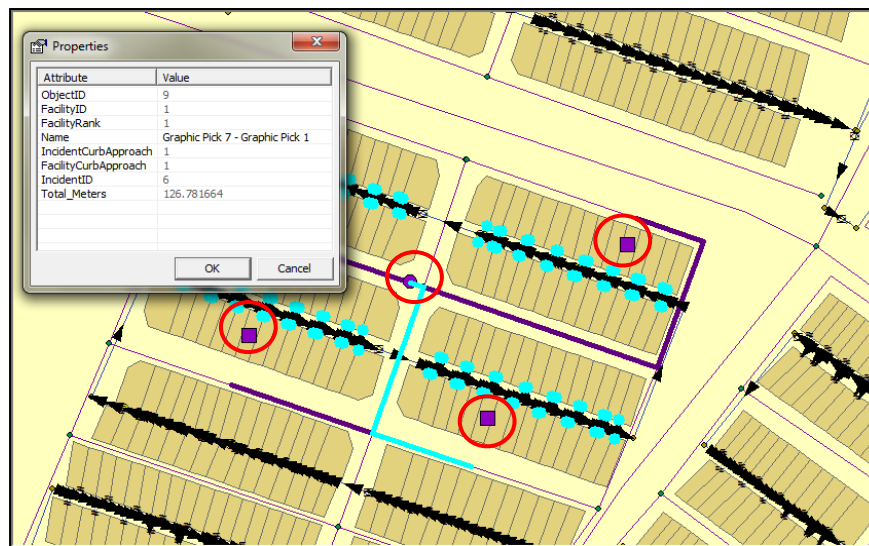 Properties
Attribute Value
ObjectID 9
FacilityID 1
FacilityRank 1
Name Graphic Pick 7 - Graphic Pick 1
IncidentCurbApproach 1
FacilityCurbApproach 1
IncidentID 6
Total_Meters 126.781664
OK Cancel